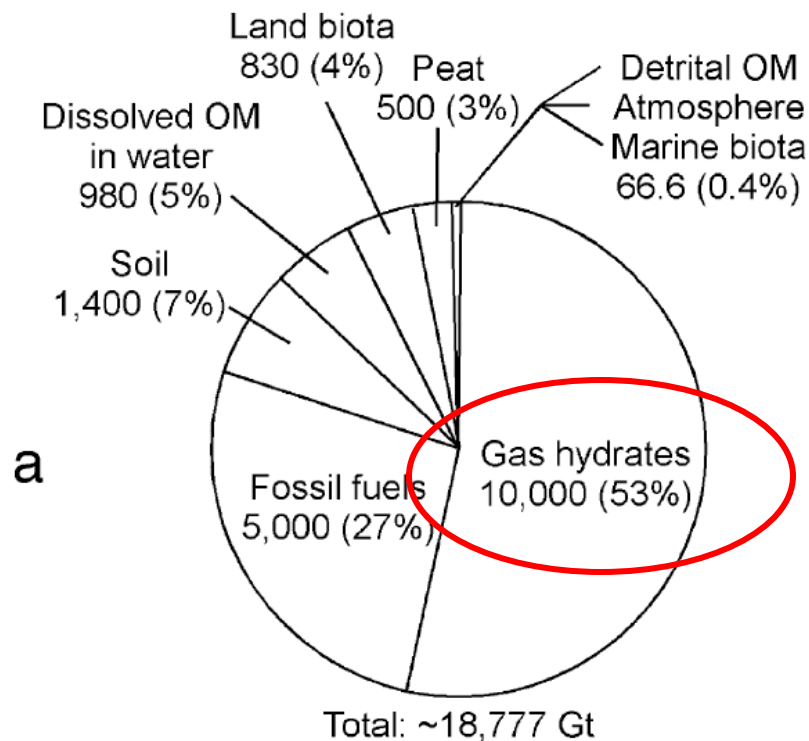 Land biota
830 (4%)
Peat
500 (3%)
Detrital OM
Atmosphere
Marine biota
66.6 (0.4%)
Dissolved OM
in water
980 (5%)
Soil
1,400 (7%)
a
Fossil fuels
5,000 (27%)
Gas hydrates
10,000 (53%)
Total: ~18,777 Gt